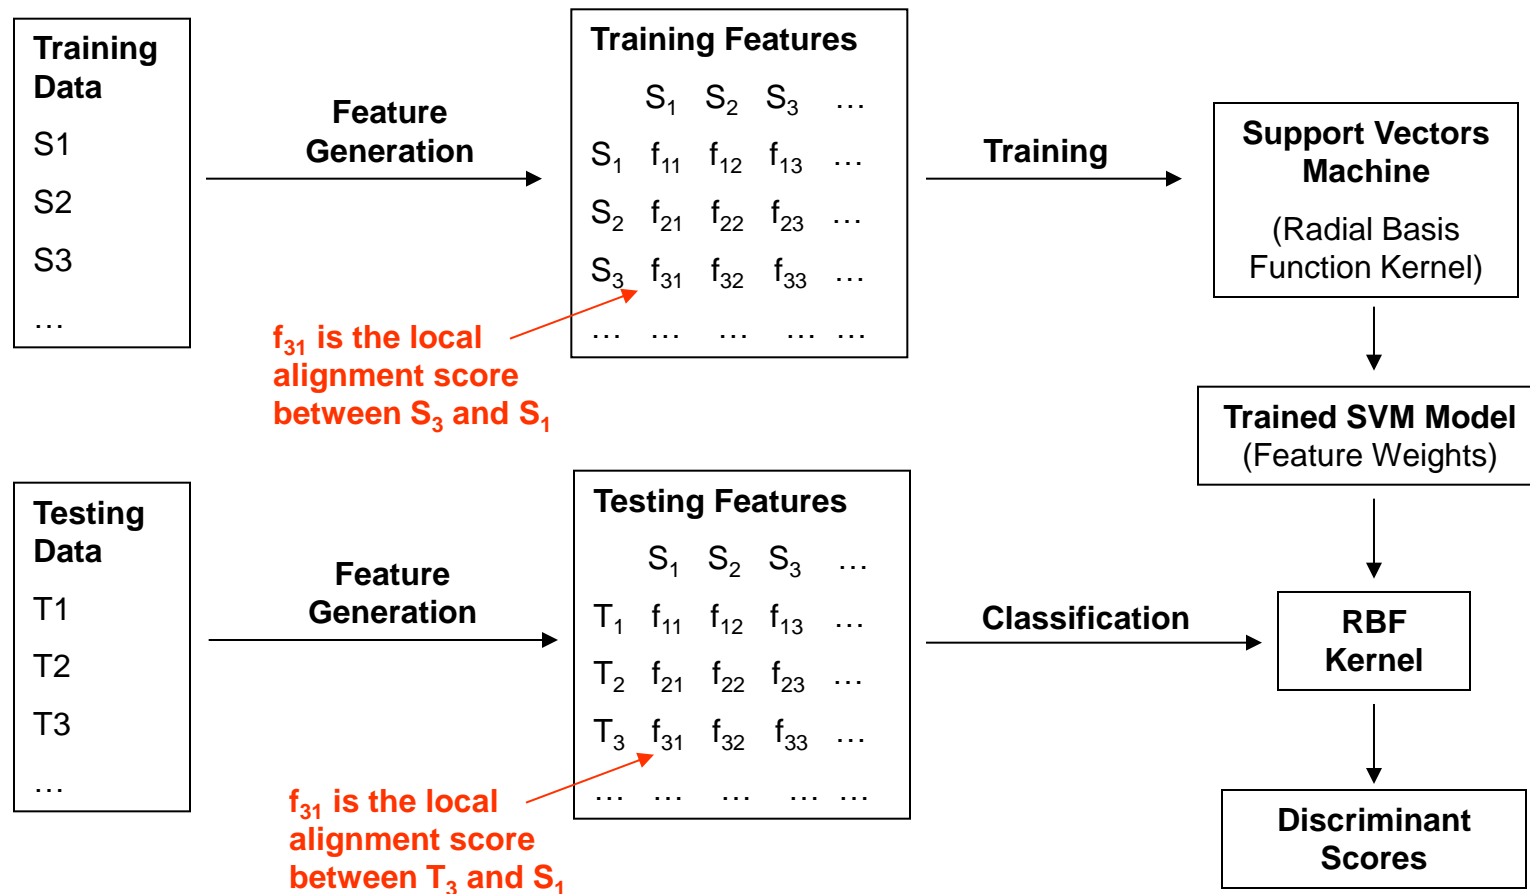 Training
Data
S1
S2
S3
…
Feature
Generation
Training Features
S₁ S₂ S₃ …
S₁ f₁₁ f₁₂ f₁₃ …
S₂ f₂₁ f₂₂ f₂₃ …
S₃ f₃₁ f₃₂ f₃₃ …
… … … … …
f₃₁ is the local
alignment score
between S₃ and S₁
Training
Support Vectors
Machine
(Radial Basis
Function Kernel)
Trained SVM Model
(Feature Weights)
Testing
Data
T1
T2
T3
…
Feature
Generation
Testing Features
S₁ S₂ S₃ …
T₁ f₁₁ f₁₂ f₁₃ …
T₂ f₂₁ f₂₂ f₂₃ …
T₃ f₃₁ f₃₂ f₃₃ …
… … … … …
f₃₁ is the local
alignment score
between T₃ and S₁
Classification
RBF
Kernel
Discriminant
Scores